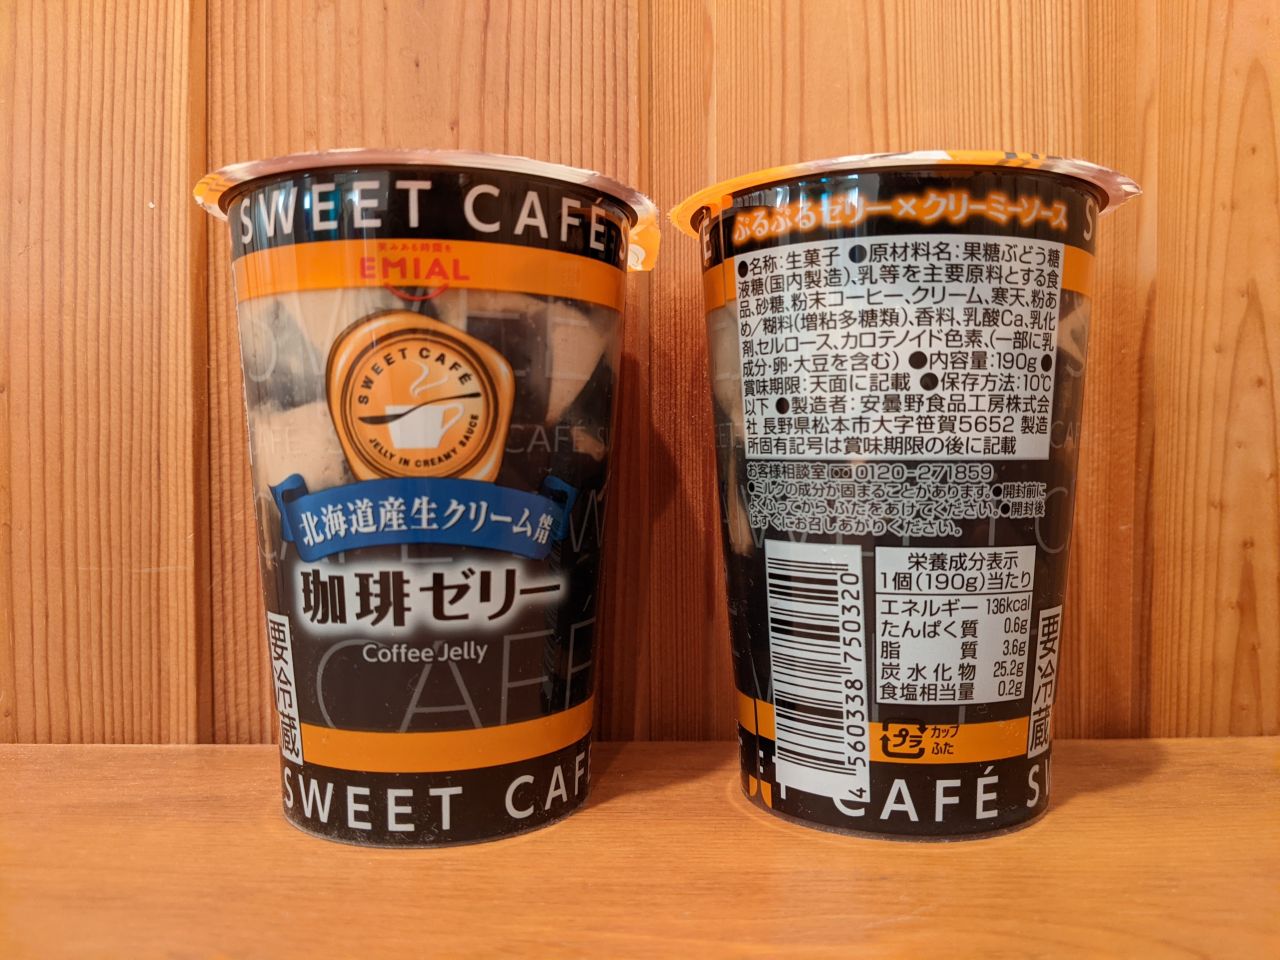 SWEET CAFÉ S
笑みある時間を
EMIAL
SWEET CAFÉ
JELLY IN CREAMY SAUCE
CAFÉ
北海道産生クリーム使用
珈琲ゼリー
Coffee Jelly
CAFÉ
要冷蔵
SWEET CAFÉ
ぷるぷるゼリー×クリーミーソース
●名称:生菓子 ●原材料名:果糖ぶどう糖
液糖(国内製造)、乳等を主要原料とする食
品、砂糖、粉末コーヒー、クリーム、寒天、粉あ
め/糊料(増粘多糖類)、香料、乳酸Ca、乳化
剤、セルロース、カロテノイド色素、(一部に乳
成分・卵・大豆を含む) ●内容量:190g ●
賞味期限:天面に記載 ●保存方法:10℃
以下 ●製造者:安曇野食品工房株式会
社 長野県松本市大字笹賀5652 製造
所固有記号は賞味期限の後に記載
お客様相談室 0120-271859
●ミルクの成分が固まることがあります。●開封前に
よくふってから、ふたをあけてください。●開封後
はすぐにお召しあがりください。
栄養成分表示
1個(190g)当たり
エネルギー 136kcal
たんぱく質 0.6g
脂質 3.6g
炭水化物 25.2g
食塩相当量 0.2g
4 560338 750320
要冷蔵
プラ
カップ
ふた
T CAFÉ S